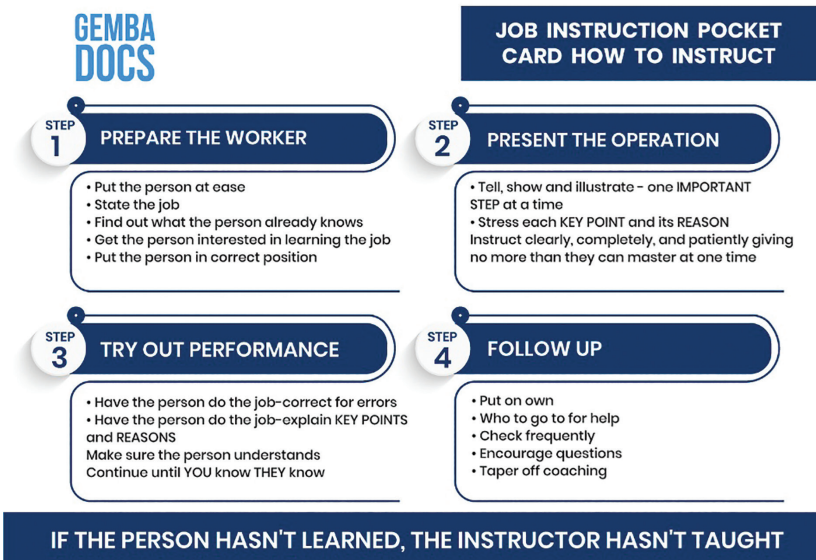 GEMBA
DOCS
JOB INSTRUCTION POCKET
CARD HOW TO INSTRUCT
STEP
1
PREPARE THE WORKER
• Put the person at ease
• State the job
• Find out what the person already knows
• Get the person interested in learning the job
• Put the person in correct position
STEP
2
PRESENT THE OPERATION
• Tell, show and illustrate - one IMPORTANT
STEP at a time
• Stress each KEY POINT and its REASON
Instruct clearly, completely, and patiently giving
no more than they can master at one time
STEP
3
TRY OUT PERFORMANCE
• Have the person do the job-correct for errors
• Have the person do the job-explain KEY POINTS
and REASONS
Make sure the person understands
Continue until YOU know THEY know
STEP
4
FOLLOW UP
• Put on own
• Who to go to for help
• Check frequently
• Encourage questions
• Taper off coaching
IF THE PERSON HASN'T LEARNED, THE INSTRUCTOR HASN'T TAUGHT